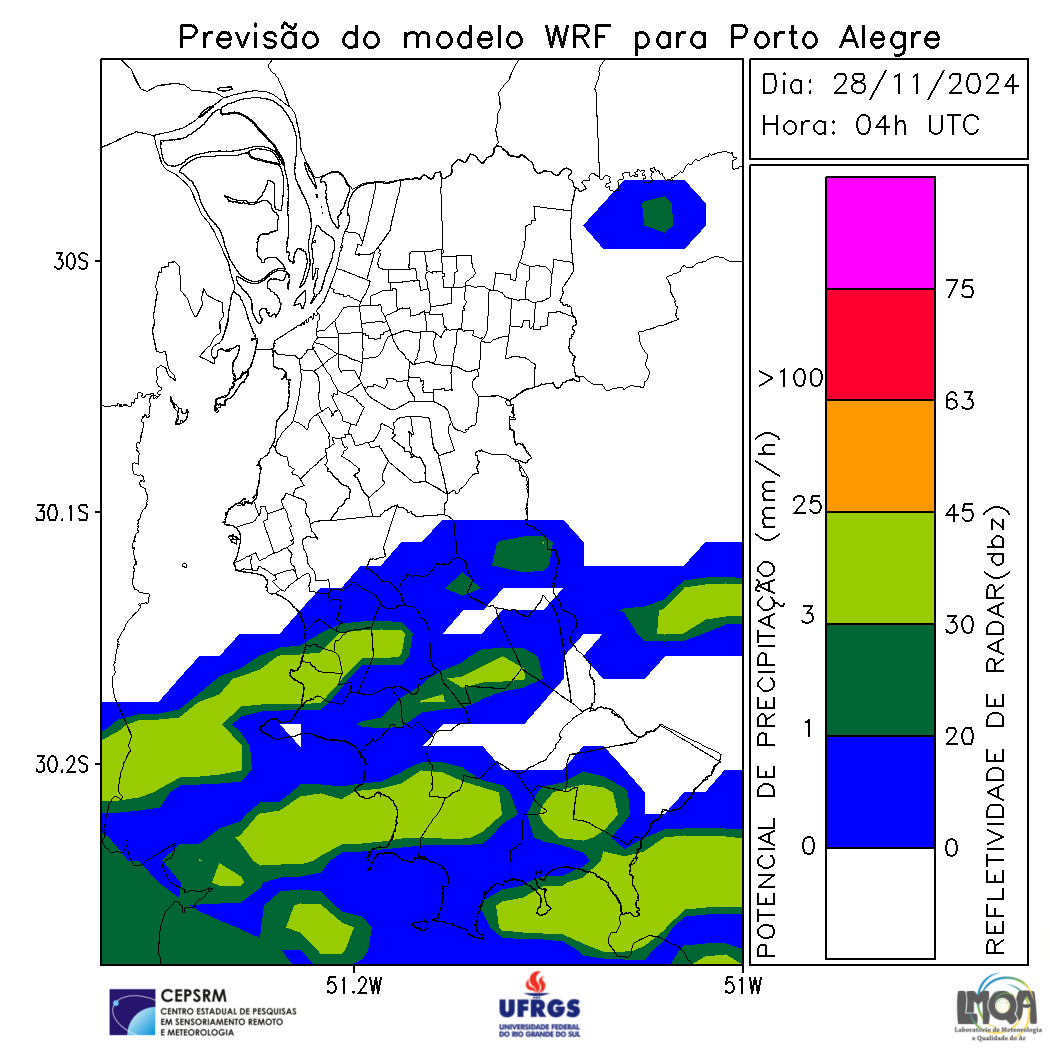 Previsão do modelo WRF para Porto Alegre
Dia: 28/11/2024
Hora: 04h UTC
30S
30.1S
30.2S
51.2W
51W
POTENCIAL DE PRECIPITAÇÃO (mm/h)
>100
25
3
1
0
75
63
45
30
20
0
REFLETIVIDADE DE RADAR(dbz)
CEPSRM
CENTRO ESTADUAL DE PESQUISAS
EM SENSORIAMENTO REMOTO
E METEOROLOGIA
UFRGS
UNIVERSIDADE FEDERAL
DO RIO GRANDE DO SUL
LMQA
Laboratório de Meteorologia
e Qualidade do Ar